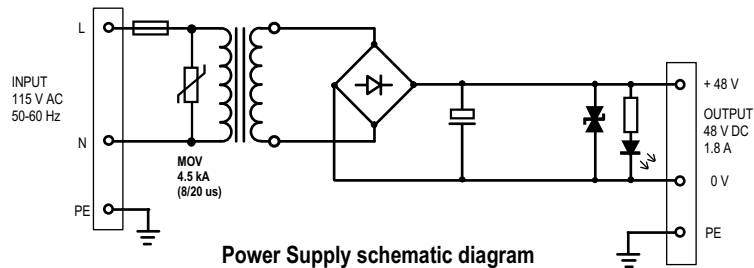 L
INPUT
115 V AC
50-60 Hz
N
MOV
4.5 kA
(8/20 us)
PE
+ 48 V
OUTPUT
48 V DC
1.8 A
0 V
PE
Power Supply schematic diagram